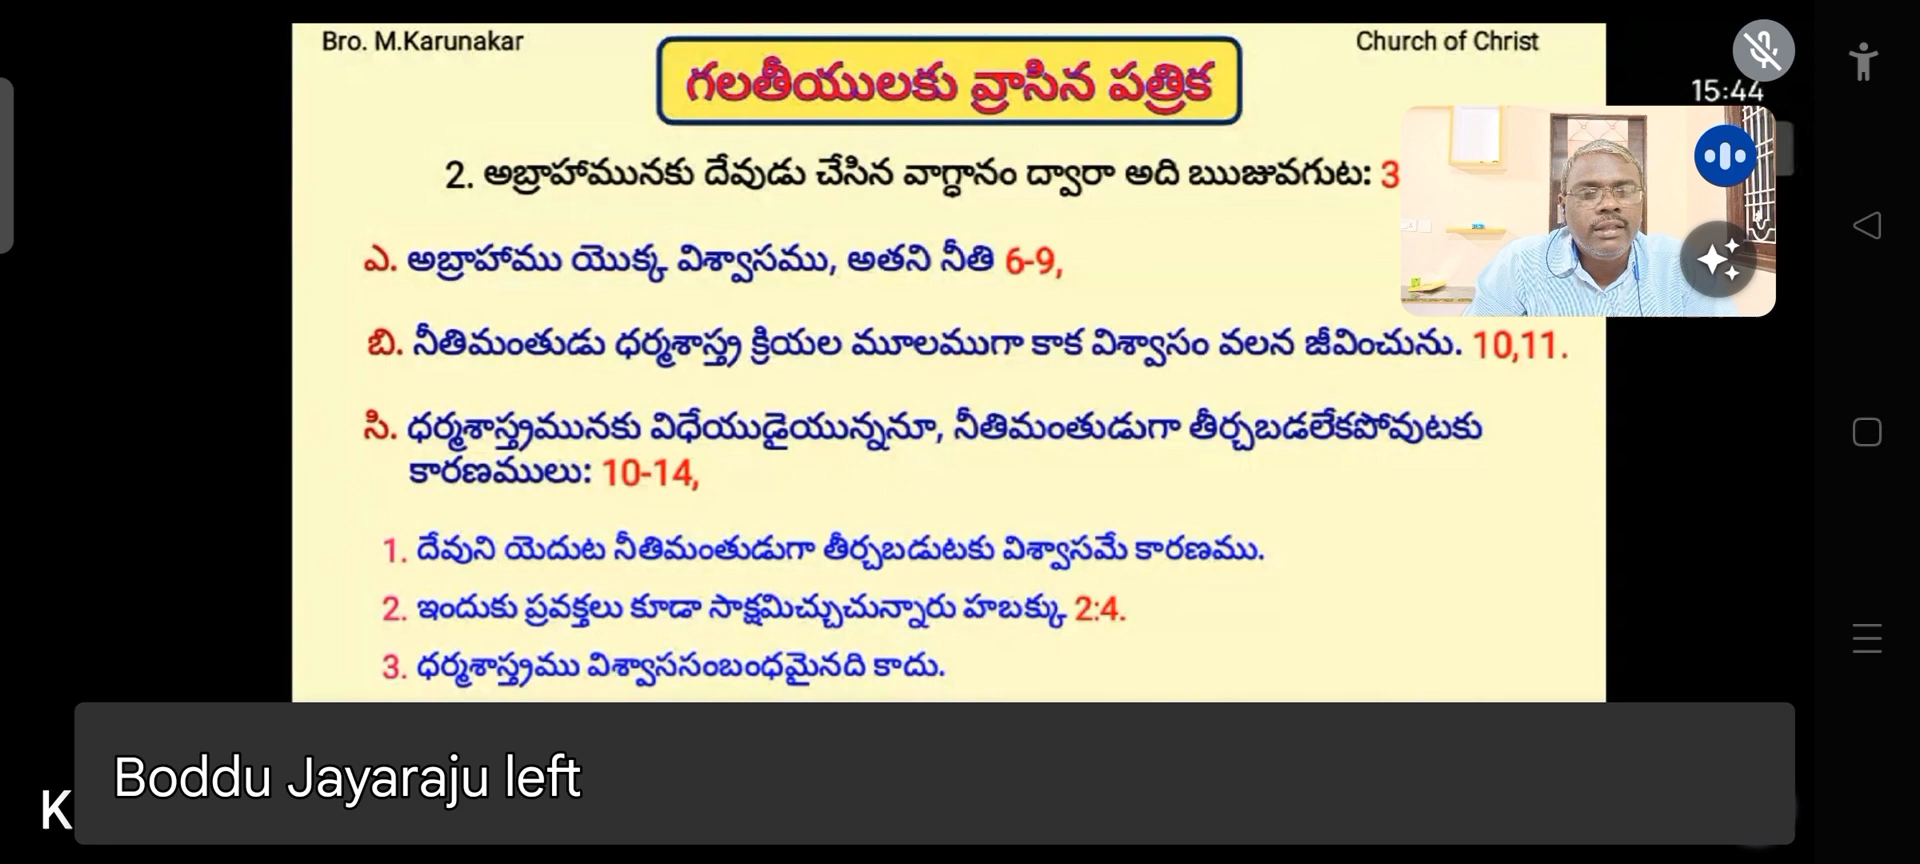 Bro. M.Karunakar
Church of Christ
గలతీయులకు వ్రాసిన పత్రిక
15:44
2. అబ్రాహామునకు దేవుడు చేసిన వాగ్ధానం ద్వారా అది ఋజువగుట: 3
ఎ. అబ్రాహాము యొక్క విశ్వాసము, అతని నీతి 6-9,
బి. నీతిమంతుడు ధర్మశాస్త్ర క్రియల మూలముగా కాక విశ్వాసం వలన జీవించును. 10,11.
సి. ధర్మశాస్త్రమునకు విధేయుడైయున్ననూ, నీతిమంతుడుగా తీర్చబడలేకపోవుటకు
కారణములు: 10-14,
1. దేవుని యెదుట నీతిమంతుడుగా తీర్చబడుటకు విశ్వాసమే కారణము.
2. ఇందుకు ప్రవక్తలు కూడా సాక్షమిచ్చుచున్నారు హబక్కు 2:4.
3. ధర్మశాస్త్రము విశ్వాససంబంధమైనది కాదు.
Boddu Jayaraju left
K